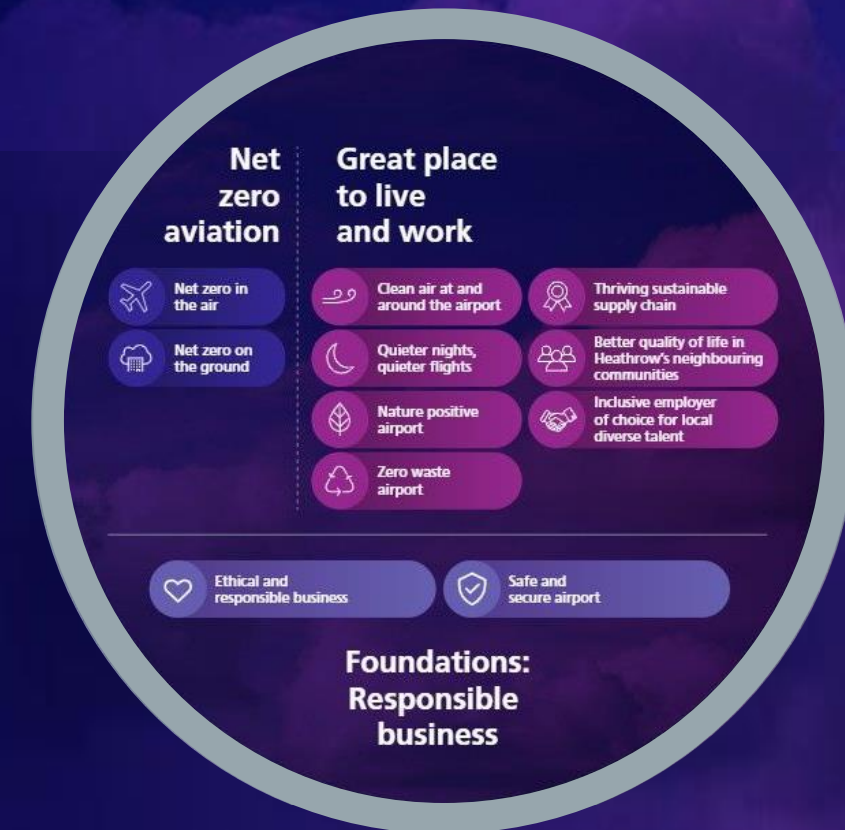 Net
zero
aviation
Net zero in
the air
Net zero on
the ground
Great place
to live
and work
Clean air at and
around the airport
Quieter nights,
quieter flights
Nature positive
airport
Zero waste
airport
Thriving sustainable
supply chain
Better quality of life in
Heathrow's neighbouring
communities
Inclusive employer
of choice for local
diverse talent
Ethical and
responsible business
Safe and
secure airport
Foundations:
Responsible
business